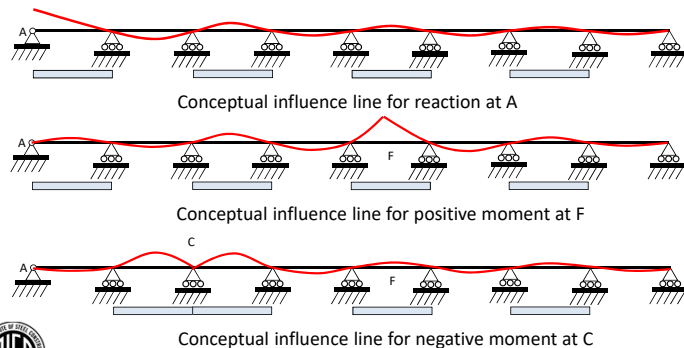 A
Conceptual influence line for reaction at A
A
F
Conceptual influence line for positive moment at F
C
A
F
Conceptual influence line for negative moment at C